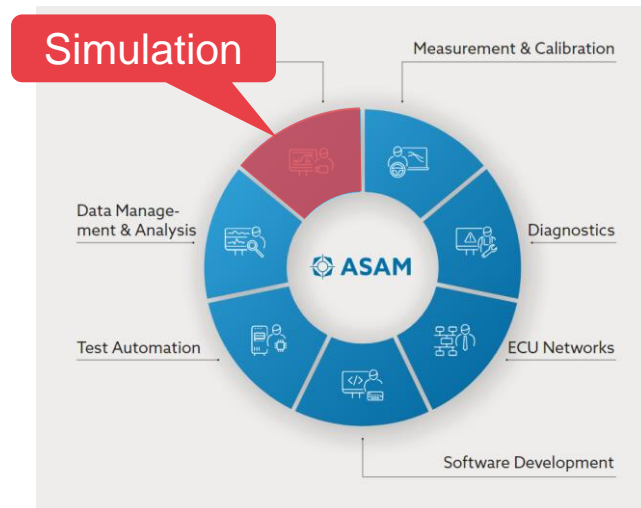 Simulation
Measurement & Calibration
Data Manage-
ment & Analysis
Diagnostics
ASAM
Test Automation
ECU Networks
</>
Software Development